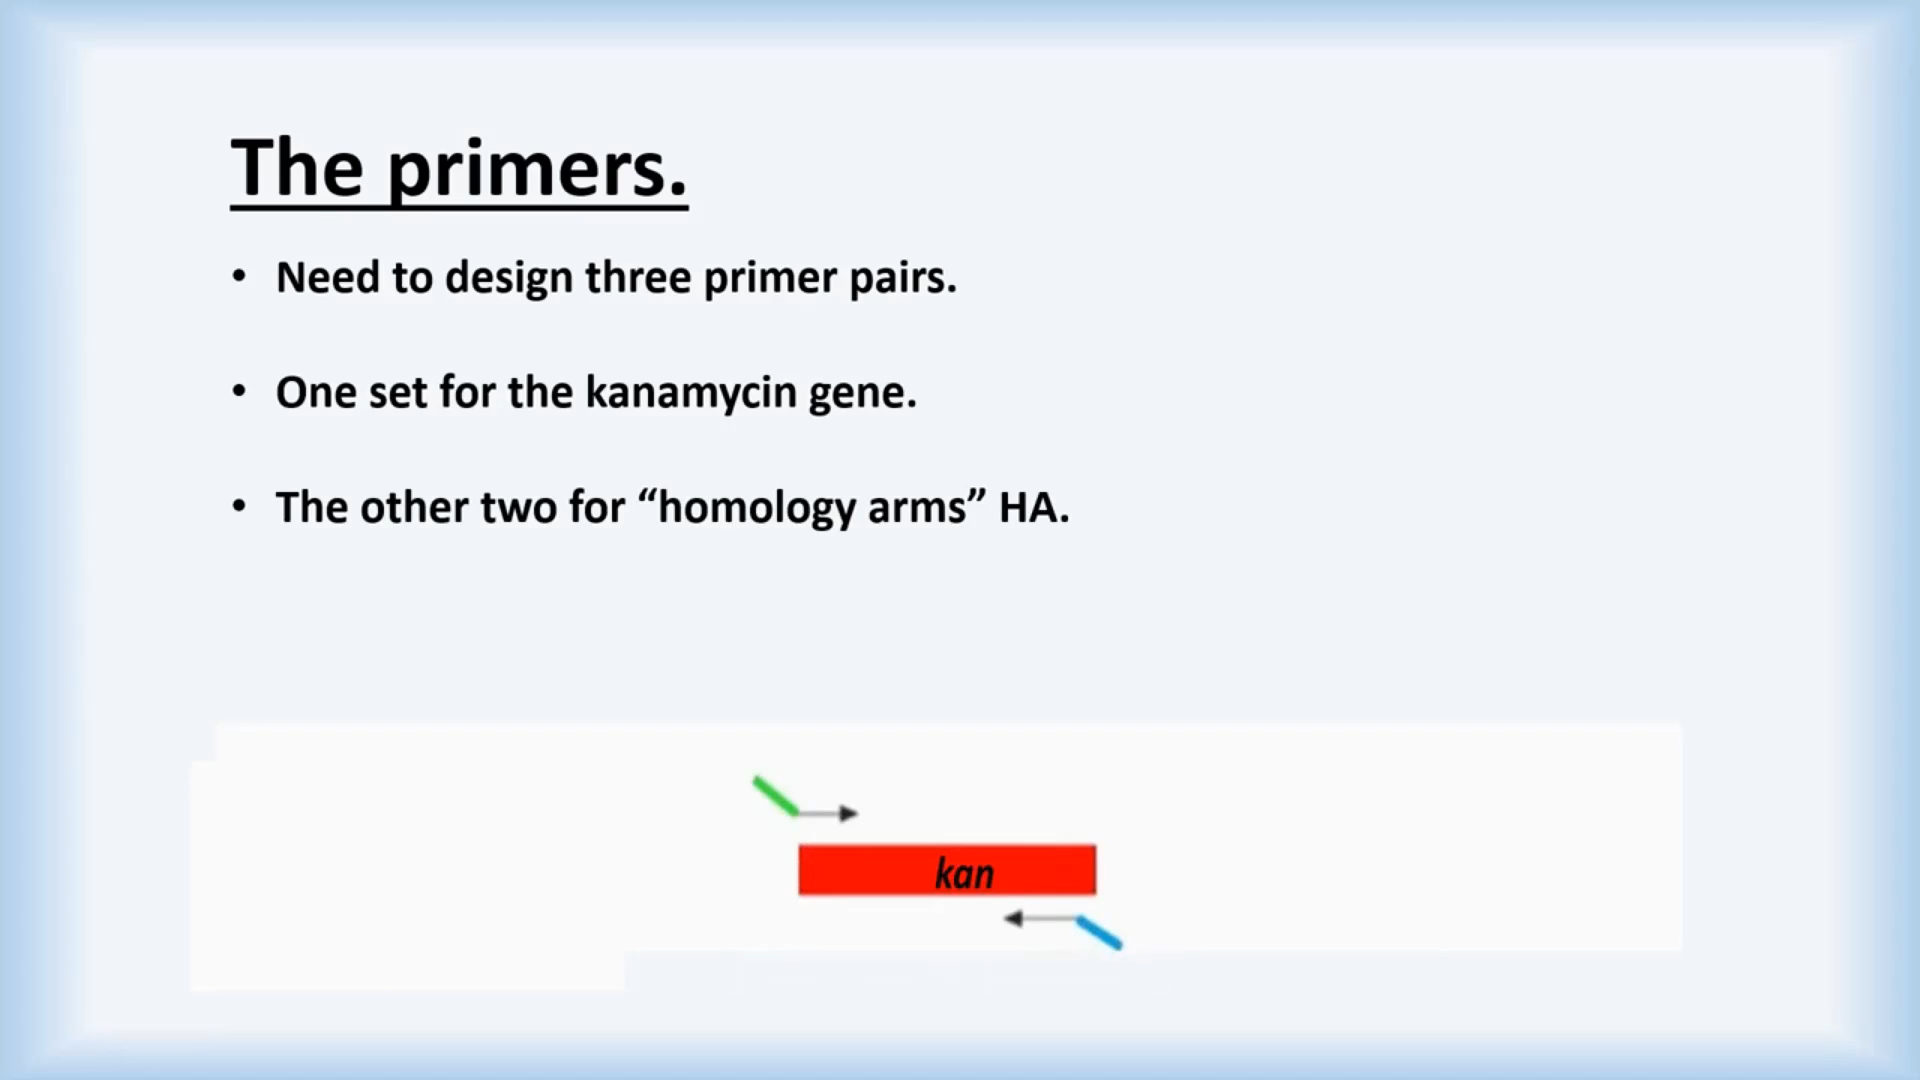 The primers.
• Need to design three primer pairs.
• One set for the kanamycin gene.
• The other two for “homology arms” HA.
kan